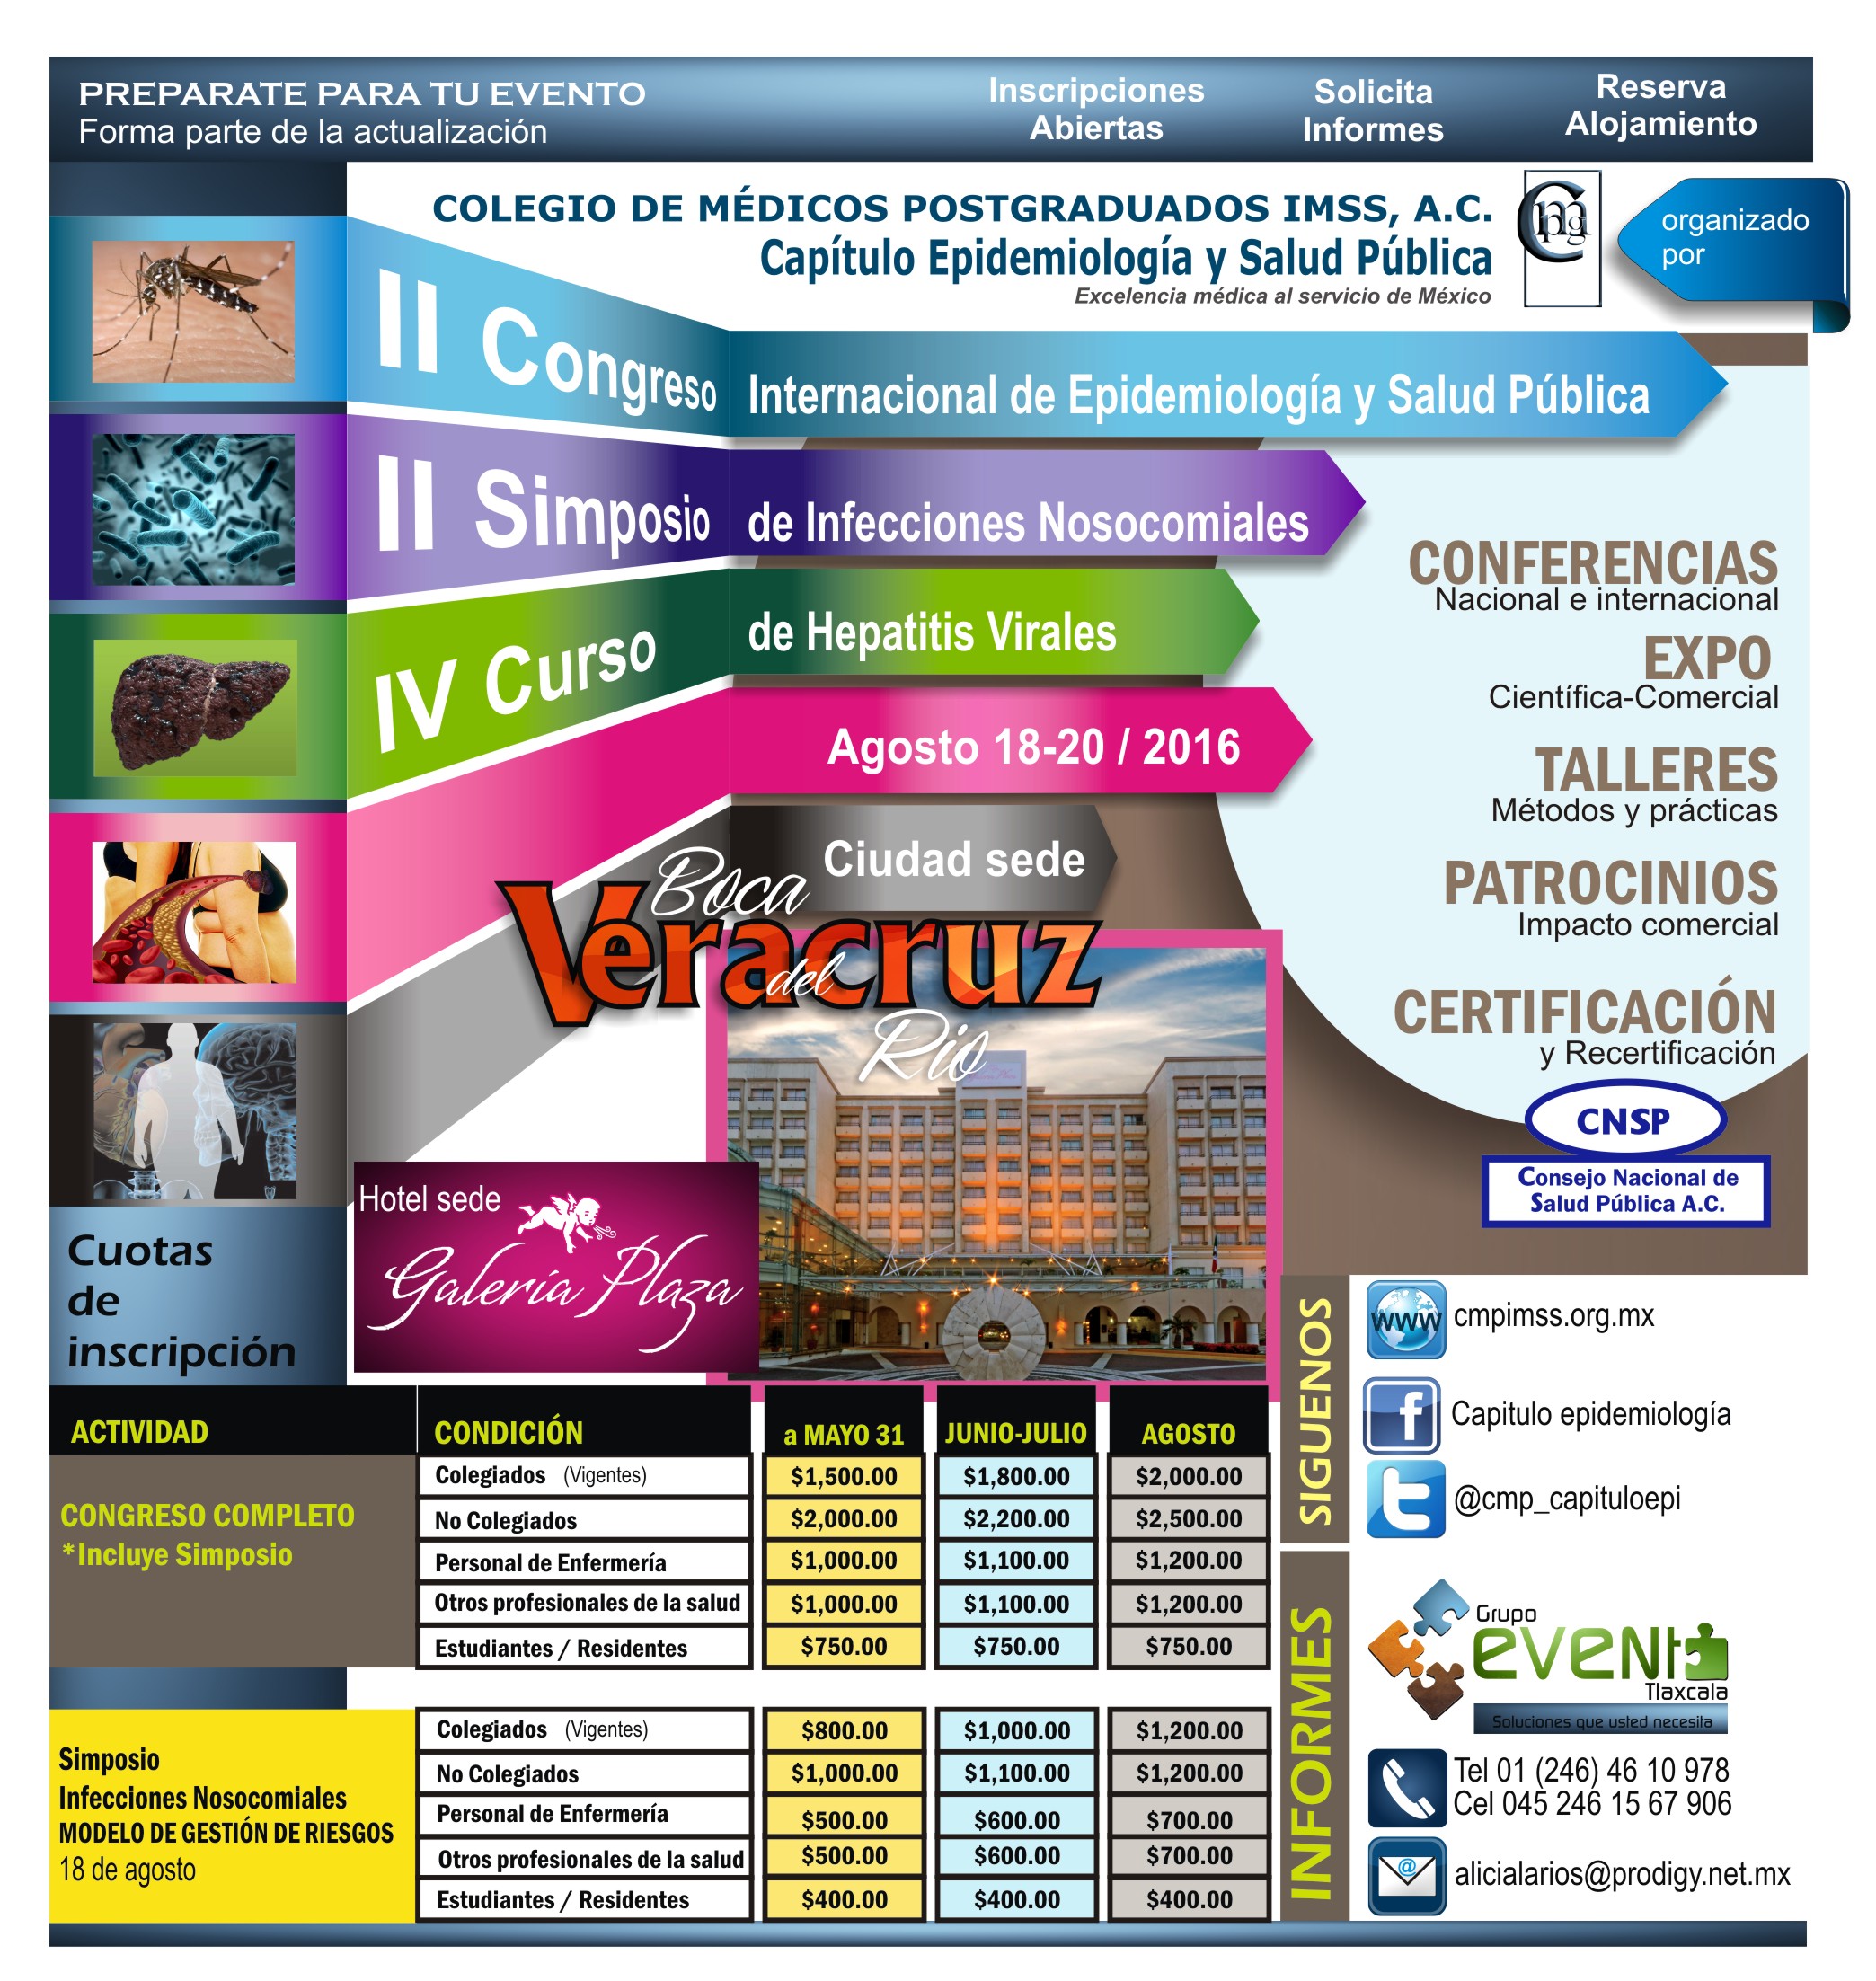 PREPARATE PARA TU EVENTO
Forma parte de la actualización
Inscripciones
Abiertas
Solicita
Informes
Reserva
Alojamiento
COLEGIO DE MÉDICOS POSTGRADUADOS IMSS, A.C.
Capítulo Epidemiología y Salud Pública
Excelencia médica al servicio de México
Cmpg
organizado
por
II Congreso Internacional de Epidemiología y Salud Pública
II Simposio de Infecciones Nosocomiales
IV Curso de Hepatitis Virales
Agosto 18-20 / 2016
Ciudad sede
Boca
Veracruz
del
Rio
CONFERENCIAS
Nacional e internacional
EXPO
Científica-Comercial
TALLERES
Métodos y prácticas
PATROCINIOS
Impacto comercial
CERTIFICACIÓN
y Recertificación
CNSP
Consejo Nacional de
Salud Pública A.C.
Hotel sede
Galería Plaza
Galería Plaza
Cuotas
de
inscripción
ACTIVIDAD CONDICIÓN a MAYO 31 JUNIO-JULIO AGOSTO
CONGRESO COMPLETO
*Incluye Simposio
Colegiados (Vigentes) $1,500.00 $1,800.00 $2,000.00
No Colegiados $2,000.00 $2,200.00 $2,500.00
Personal de Enfermería $1,000.00 $1,100.00 $1,200.00
Otros profesionales de la salud $1,000.00 $1,100.00 $1,200.00
Estudiantes / Residentes $750.00 $750.00 $750.00
Simposio
Infecciones Nosocomiales
MODELO DE GESTIÓN DE RIESGOS
18 de agosto
Colegiados (Vigentes) $800.00 $1,000.00 $1,200.00
No Colegiados $1,000.00 $1,100.00 $1,200.00
Personal de Enfermería $500.00 $600.00 $700.00
Otros profesionales de la salud $500.00 $600.00 $700.00
Estudiantes / Residentes $400.00 $400.00 $400.00
SIGUENOS
www
cmpimss.org.mx
f
Capitulo epidemiología
t
@cmp_capituloepi
INFORMES
Grupo
eVeNto
Tlaxcala
Soluciones que usted necesita
Tel 01 (246) 46 10 978
Cel 045 246 15 67 906
@
alicialarios@prodigy.net.mx